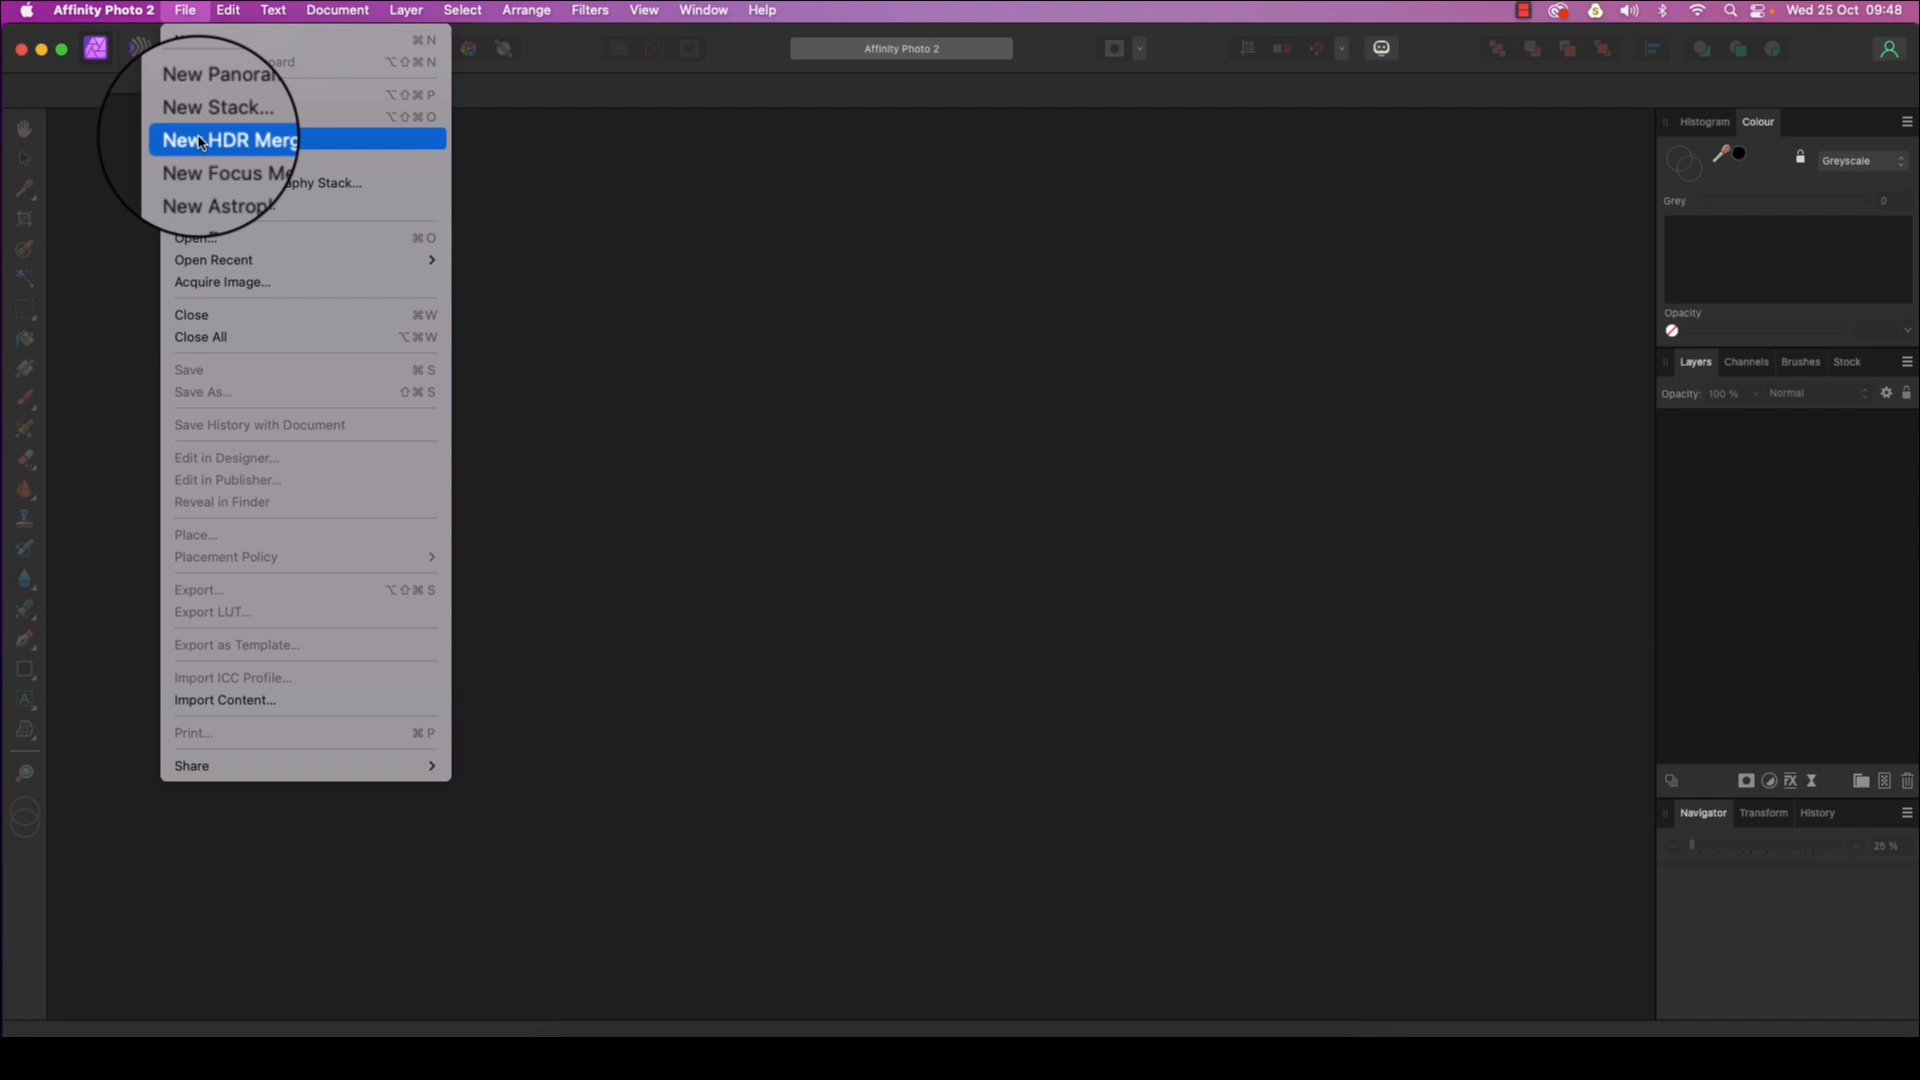 Affinity Photo 2 File Edit Text Document Layer Select Arrange Filters View Window Help Wed 25 Oct 09:48
⌘N
Affinity Photo 2
⌥⇧⌘N
New Panora
⌥⇧⌘P
New Stack...
⌥⇧⌘O
New HDR Merg
New Focus Me
phy Stack...
New Astrop
Open... ⌘O
Open Recent
Acquire Image...
Close ⌘W
Close All ⌥⌘W
Save ⌘S
Save As... ⇧⌘S
Save History with Document
Edit in Designer...
Edit in Publisher...
Reveal in Finder
Place...
Placement Policy
Export... ⌥⇧⌘S
Export LUT...
Export as Template...
Import ICC Profile...
Import Content...
Print... ⌘P
Share
Histogram Colour
Greyscale
Grey 0
Opacity
Layers Channels Brushes Stock
Opacity: 100 % Normal
Navigator Transform History
25 %